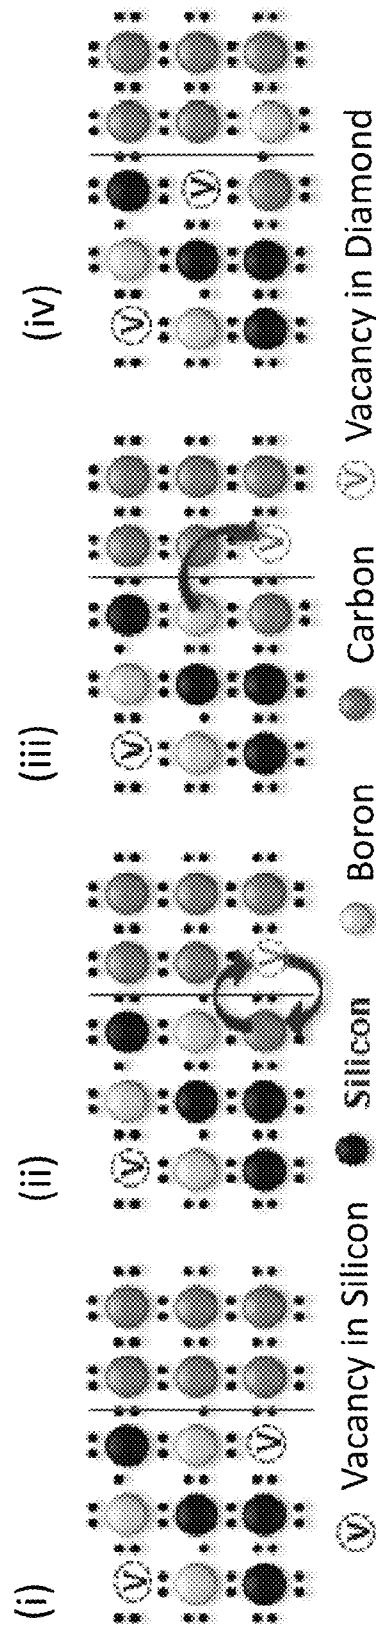 (i)
(ii)
(iii)
(iv)
V
V
V
V
V
V
V
V
V Vacancy in Silicon Silicon Boron Carbon V Vacancy in Diamond